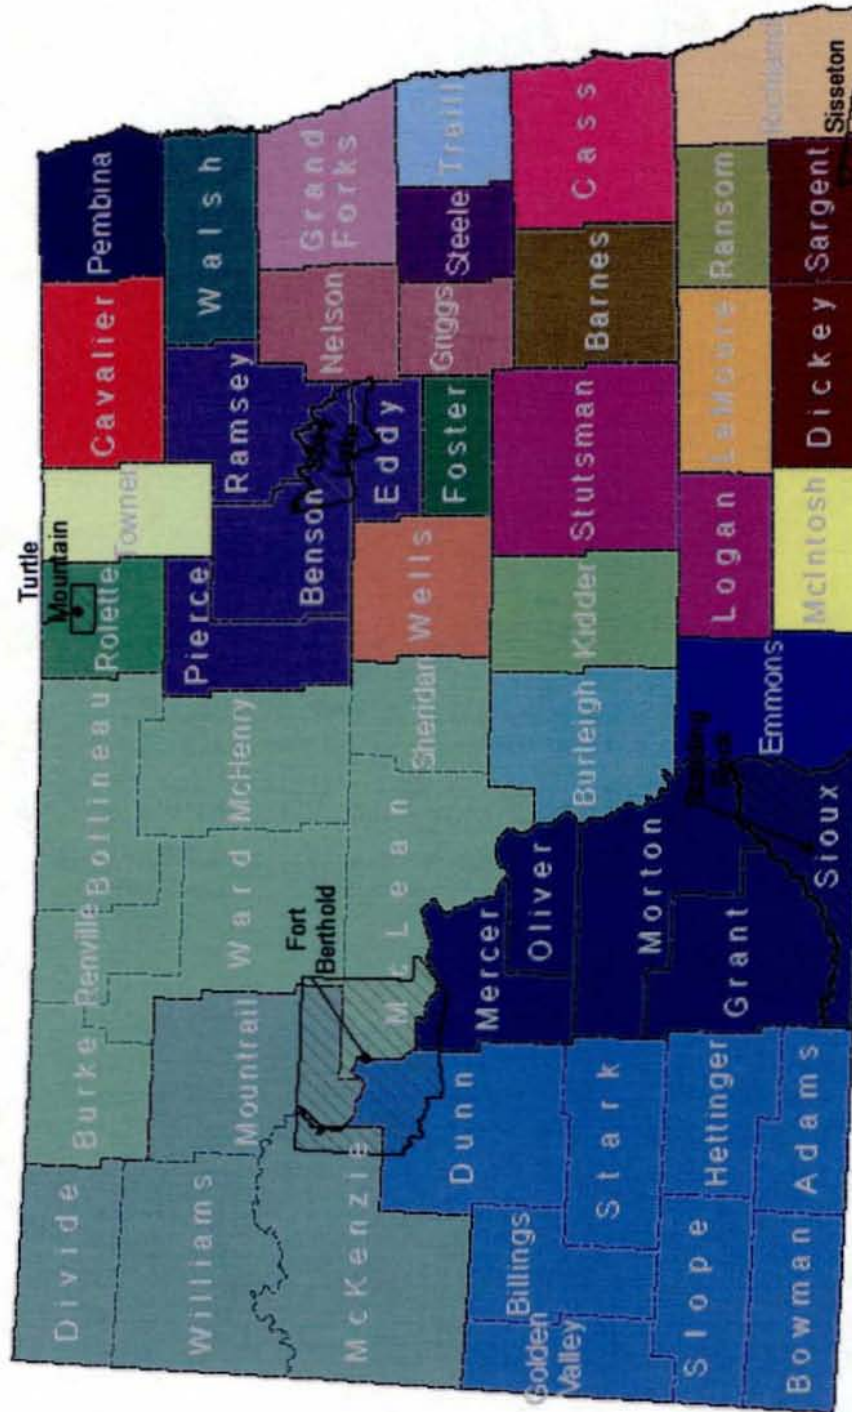 Divide
Burke
Renville
Bottineau
Turtle
Mountain
Rolette
Towner
Cavalier
Pembina
Williams
Mountrail
Ward
McHenry
Pierce
Benson
Ramsey
Walsh
Nelson
Grand
Forks
McKenzie
Fort
Berthold
McLean
Sheridan
Wells
Eddy
Foster
Griggs
Steele
Traill
Golden
Valley
Billings
Dunn
Mercer
Oliver
Burleigh
Kidder
Stutsman
Barnes
Cass
Stark
Morton
Slope
Hettinger
Grant
Standing
Rock
Emmons
Logan
LaMoure
Ransom
Richland
Bowman
Adams
Sioux
McIntosh
Dickey
Sargent
Sisseton